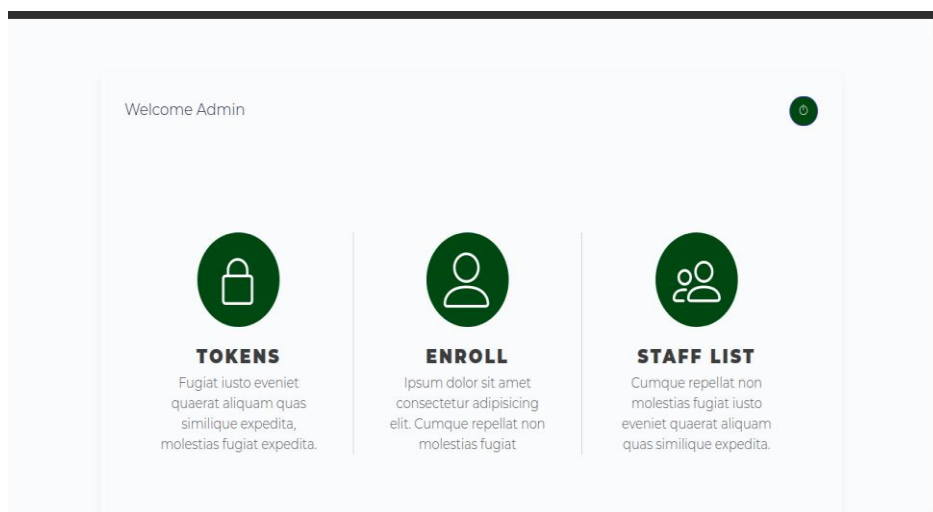 Welcome Admin
TOKENS
Fugiat iusto eveniet
quaerat aliquam quas
similique expedita,
molestias fugiat expedita.
ENROLL
Ipsum dolor sit amet
consectetur adipisicing
elit. Cumque repellat non
molestias fugiat
STAFF LIST
Cumque repellat non
molestias fugiat iusto
eveniet quaerat aliquam
quas similique expedita.